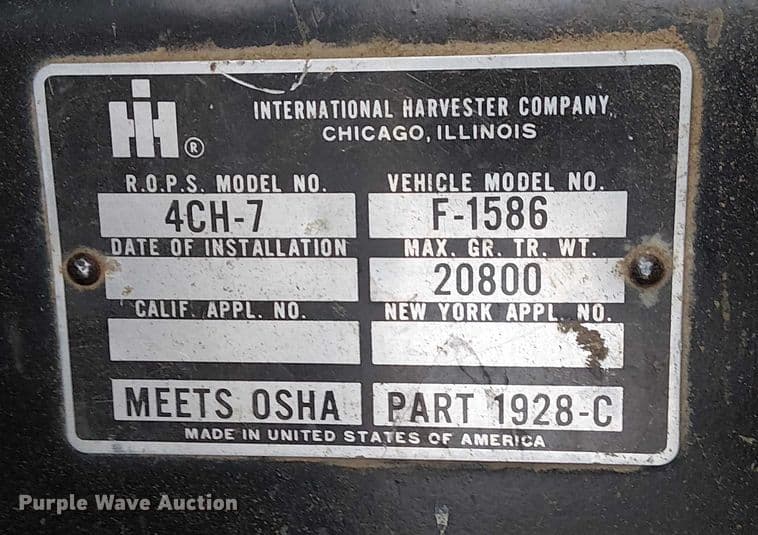 IH ®
INTERNATIONAL HARVESTER COMPANY,
CHICAGO, ILLINOIS
R.O.P.S. MODEL NO. VEHICLE MODEL NO.
4CH-7 F-1586
DATE OF INSTALLATION MAX. GR. TR. WT.
20800
CALIF. APPL. NO. NEW YORK APPL. NO.
MEETS OSHA PART 1928-C
MADE IN UNITED STATES OF AMERICA
Purple Wave Auction